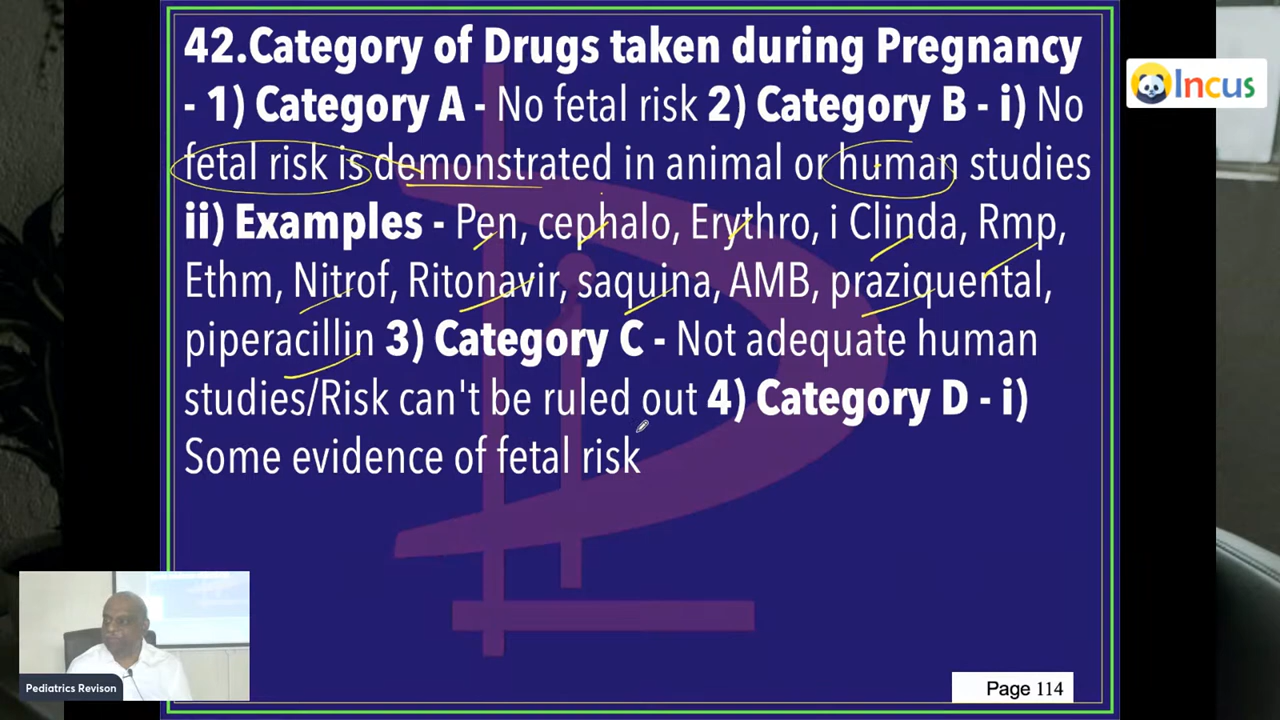 42.Category of Drugs taken during Pregnancy
- 1) Category A - No fetal risk 2) Category B - i) No
fetal risk is demonstrated in animal or human studies
ii) Examples - Pen, cephalo, Erythro, i Clinda, Rmp,
Ethm, Nitrof, Ritonavir, saquina, AMB, praziquental,
piperacillin 3) Category C - Not adequate human
studies/Risk can't be ruled out 4) Category D - i)
Some evidence of fetal risk
Incus
Pediatrics Revison
Page 114